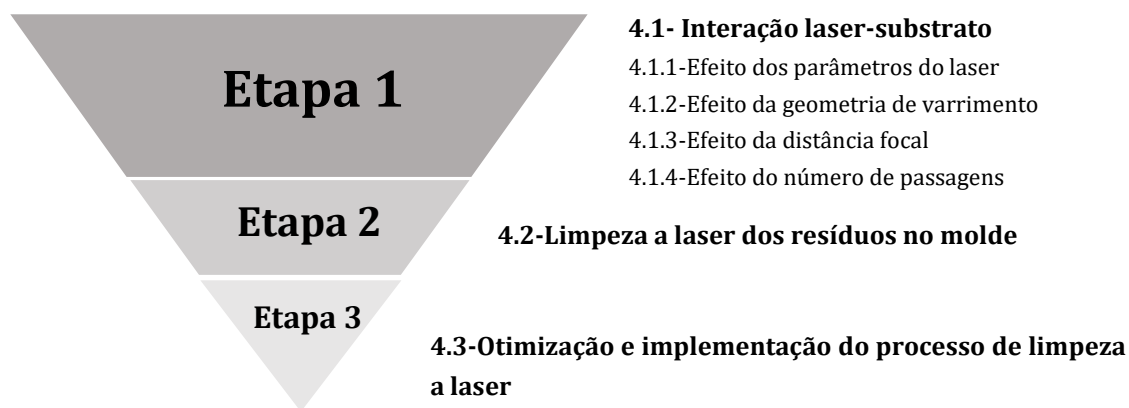 Etapa 1
4.1- Interação laser-substrato
4.1.1-Efeito dos parâmetros do laser
4.1.2-Efeito da geometria de varrimento
4.1.3-Efeito da distância focal
4.1.4-Efeito do número de passagens
Etapa 2
4.2-Limpeza a laser dos resíduos no molde
Etapa 3
4.3-Otimização e implementação do processo de limpeza
a laser